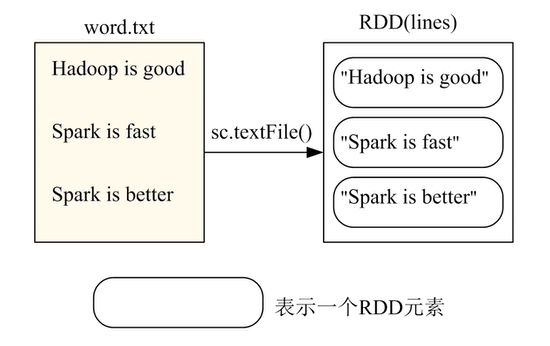 word.txt
Hadoop is good
Spark is fast
Spark is better
sc.textFile()
RDD(lines)
"Hadoop is good"
"Spark is fast"
"Spark is better"
表示一个RDD元素